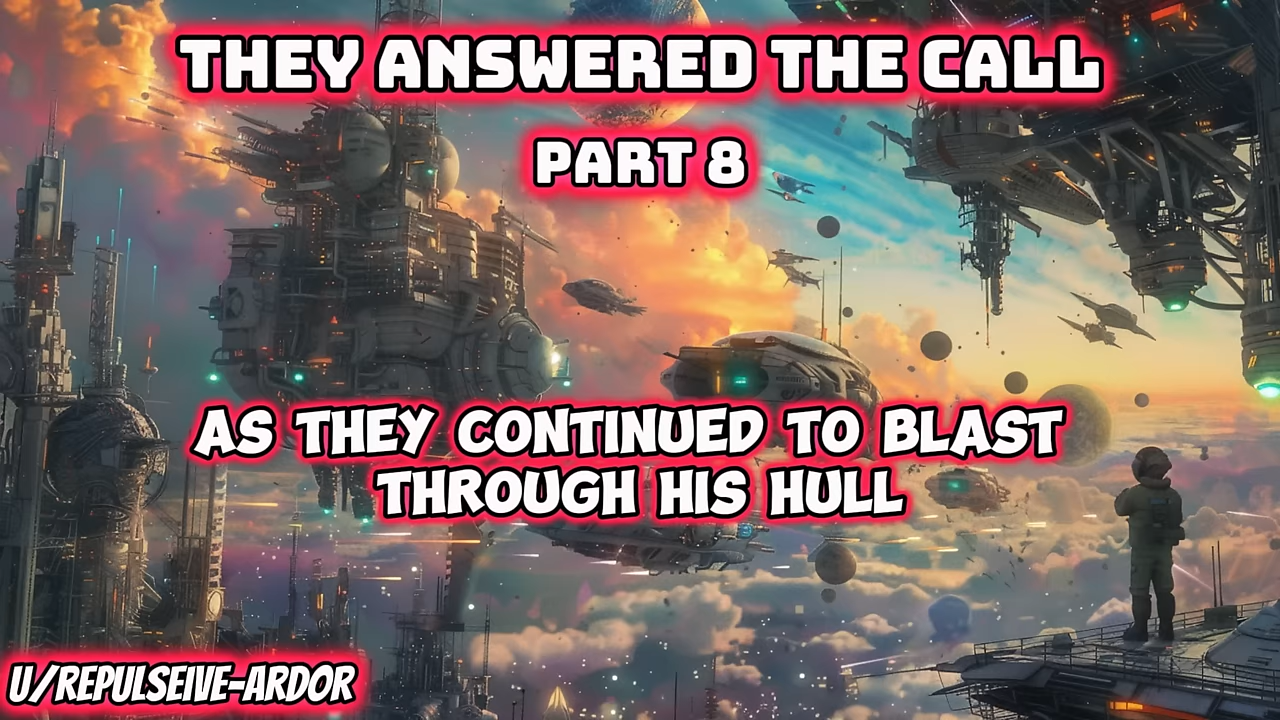 THEY ANSWERED THE CALL
PART 8
AS THEY CONTINUED TO BLAST
THROUGH HIS HULL
U/REPULSEIVE-ARDOR